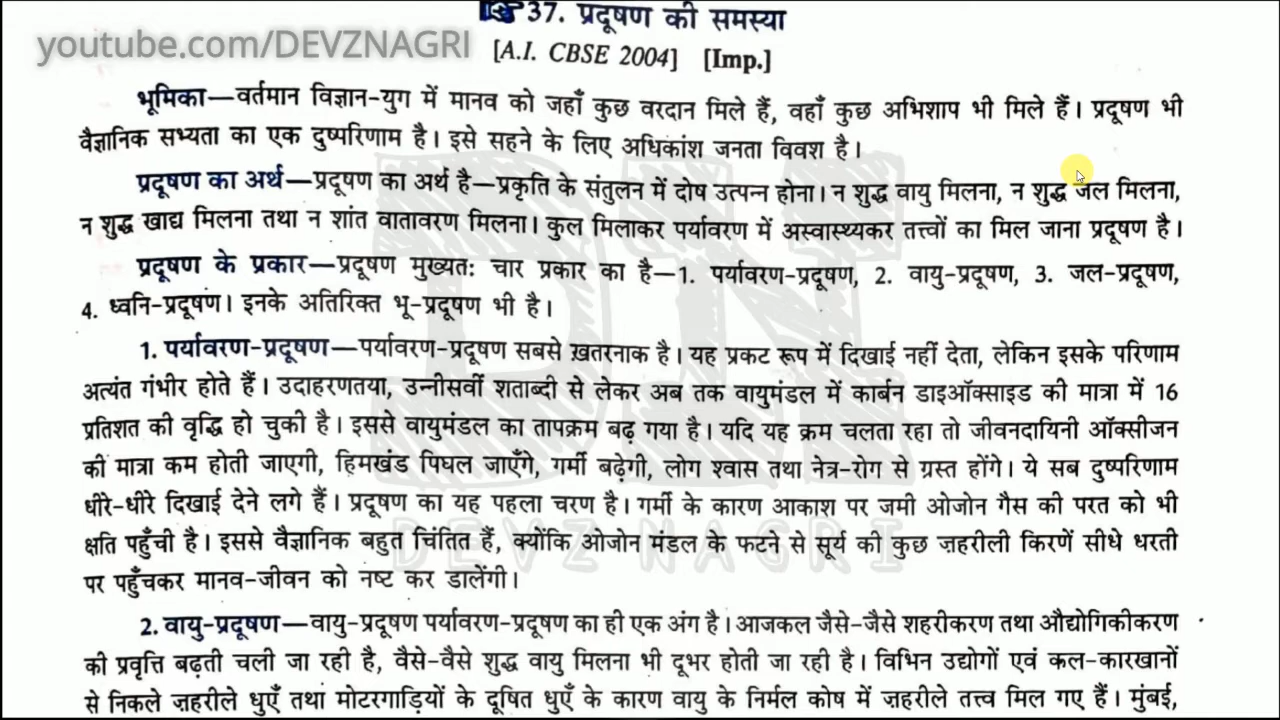 37. प्रदूषण की समस्या
youtube.com/DEVZNAGRI
[A.I. CBSE 2004] [Imp.]
भूमिका—वर्तमान विज्ञान-युग में मानव को जहाँ कुछ वरदान मिले हैं, वहाँ कुछ अभिशाप भी मिले हैं। प्रदूषण भी
वैज्ञानिक सभ्यता का एक दुष्परिणाम है। इसे सहने के लिए अधिकांश जनता विवश है।
प्रदूषण का अर्थ—प्रदूषण का अर्थ है—प्रकृति के संतुलन में दोष उत्पन्न होना। न शुद्ध वायु मिलना, न शुद्ध जल मिलना,
न शुद्ध खाद्य मिलना तथा न शांत वातावरण मिलना। कुल मिलाकर पर्यावरण में अस्वास्थ्यकर तत्त्वों का मिल जाना प्रदूषण है।
प्रदूषण के प्रकार—प्रदूषण मुख्यतः चार प्रकार का है—1. पर्यावरण-प्रदूषण, 2. वायु-प्रदूषण, 3. जल-प्रदूषण,
4. ध्वनि-प्रदूषण। इनके अतिरिक्त भू-प्रदूषण भी है।
1. पर्यावरण-प्रदूषण—पर्यावरण-प्रदूषण सबसे ख़तरनाक है। यह प्रकट रूप में दिखाई नहीं देता, लेकिन इसके परिणाम
अत्यंत गंभीर होते हैं। उदाहरणतया, उन्नीसवीं शताब्दी से लेकर अब तक वायुमंडल में कार्बन डाइऑक्साइड की मात्रा में 16
प्रतिशत की वृद्धि हो चुकी है। इससे वायुमंडल का तापक्रम बढ़ गया है। यदि यह क्रम चलता रहा तो जीवनदायिनी ऑक्सीजन
की मात्रा कम होती जाएगी, हिमखंड पिघल जाएँगे, गर्मी बढ़ेगी, लोग श्वास तथा नेत्र-रोग से ग्रस्त होंगे। ये सब दुष्परिणाम
धीरे-धीरे दिखाई देने लगे हैं। प्रदूषण का यह पहला चरण है। गर्मी के कारण आकाश पर जमी ओजोन गैस की परत को भी
क्षति पहुँची है। इससे वैज्ञानिक बहुत चिंतित हैं, क्योंकि ओजोन मंडल के फटने से सूर्य की कुछ ज़हरीली किरणें सीधे धरती
पर पहुँचकर मानव-जीवन को नष्ट कर डालेंगी।
DEVZNAGRI
2. वायु-प्रदूषण—वायु-प्रदूषण पर्यावरण-प्रदूषण का ही एक अंग है। आजकल जैसे-जैसे शहरीकरण तथा औद्योगिकीकरण
की प्रवृत्ति बढ़ती चली जा रही है, वैसे-वैसे शुद्ध वायु मिलना भी दूभर होती जा रही है। विभिन उद्योगों एवं कल-कारखानों
से निकले ज़हरीले धुएँ तथा मोटरगाड़ियों के दूषित धुएँ के कारण वायु के निर्मल कोष में ज़हरीले तत्त्व मिल गए हैं। मुंबई,